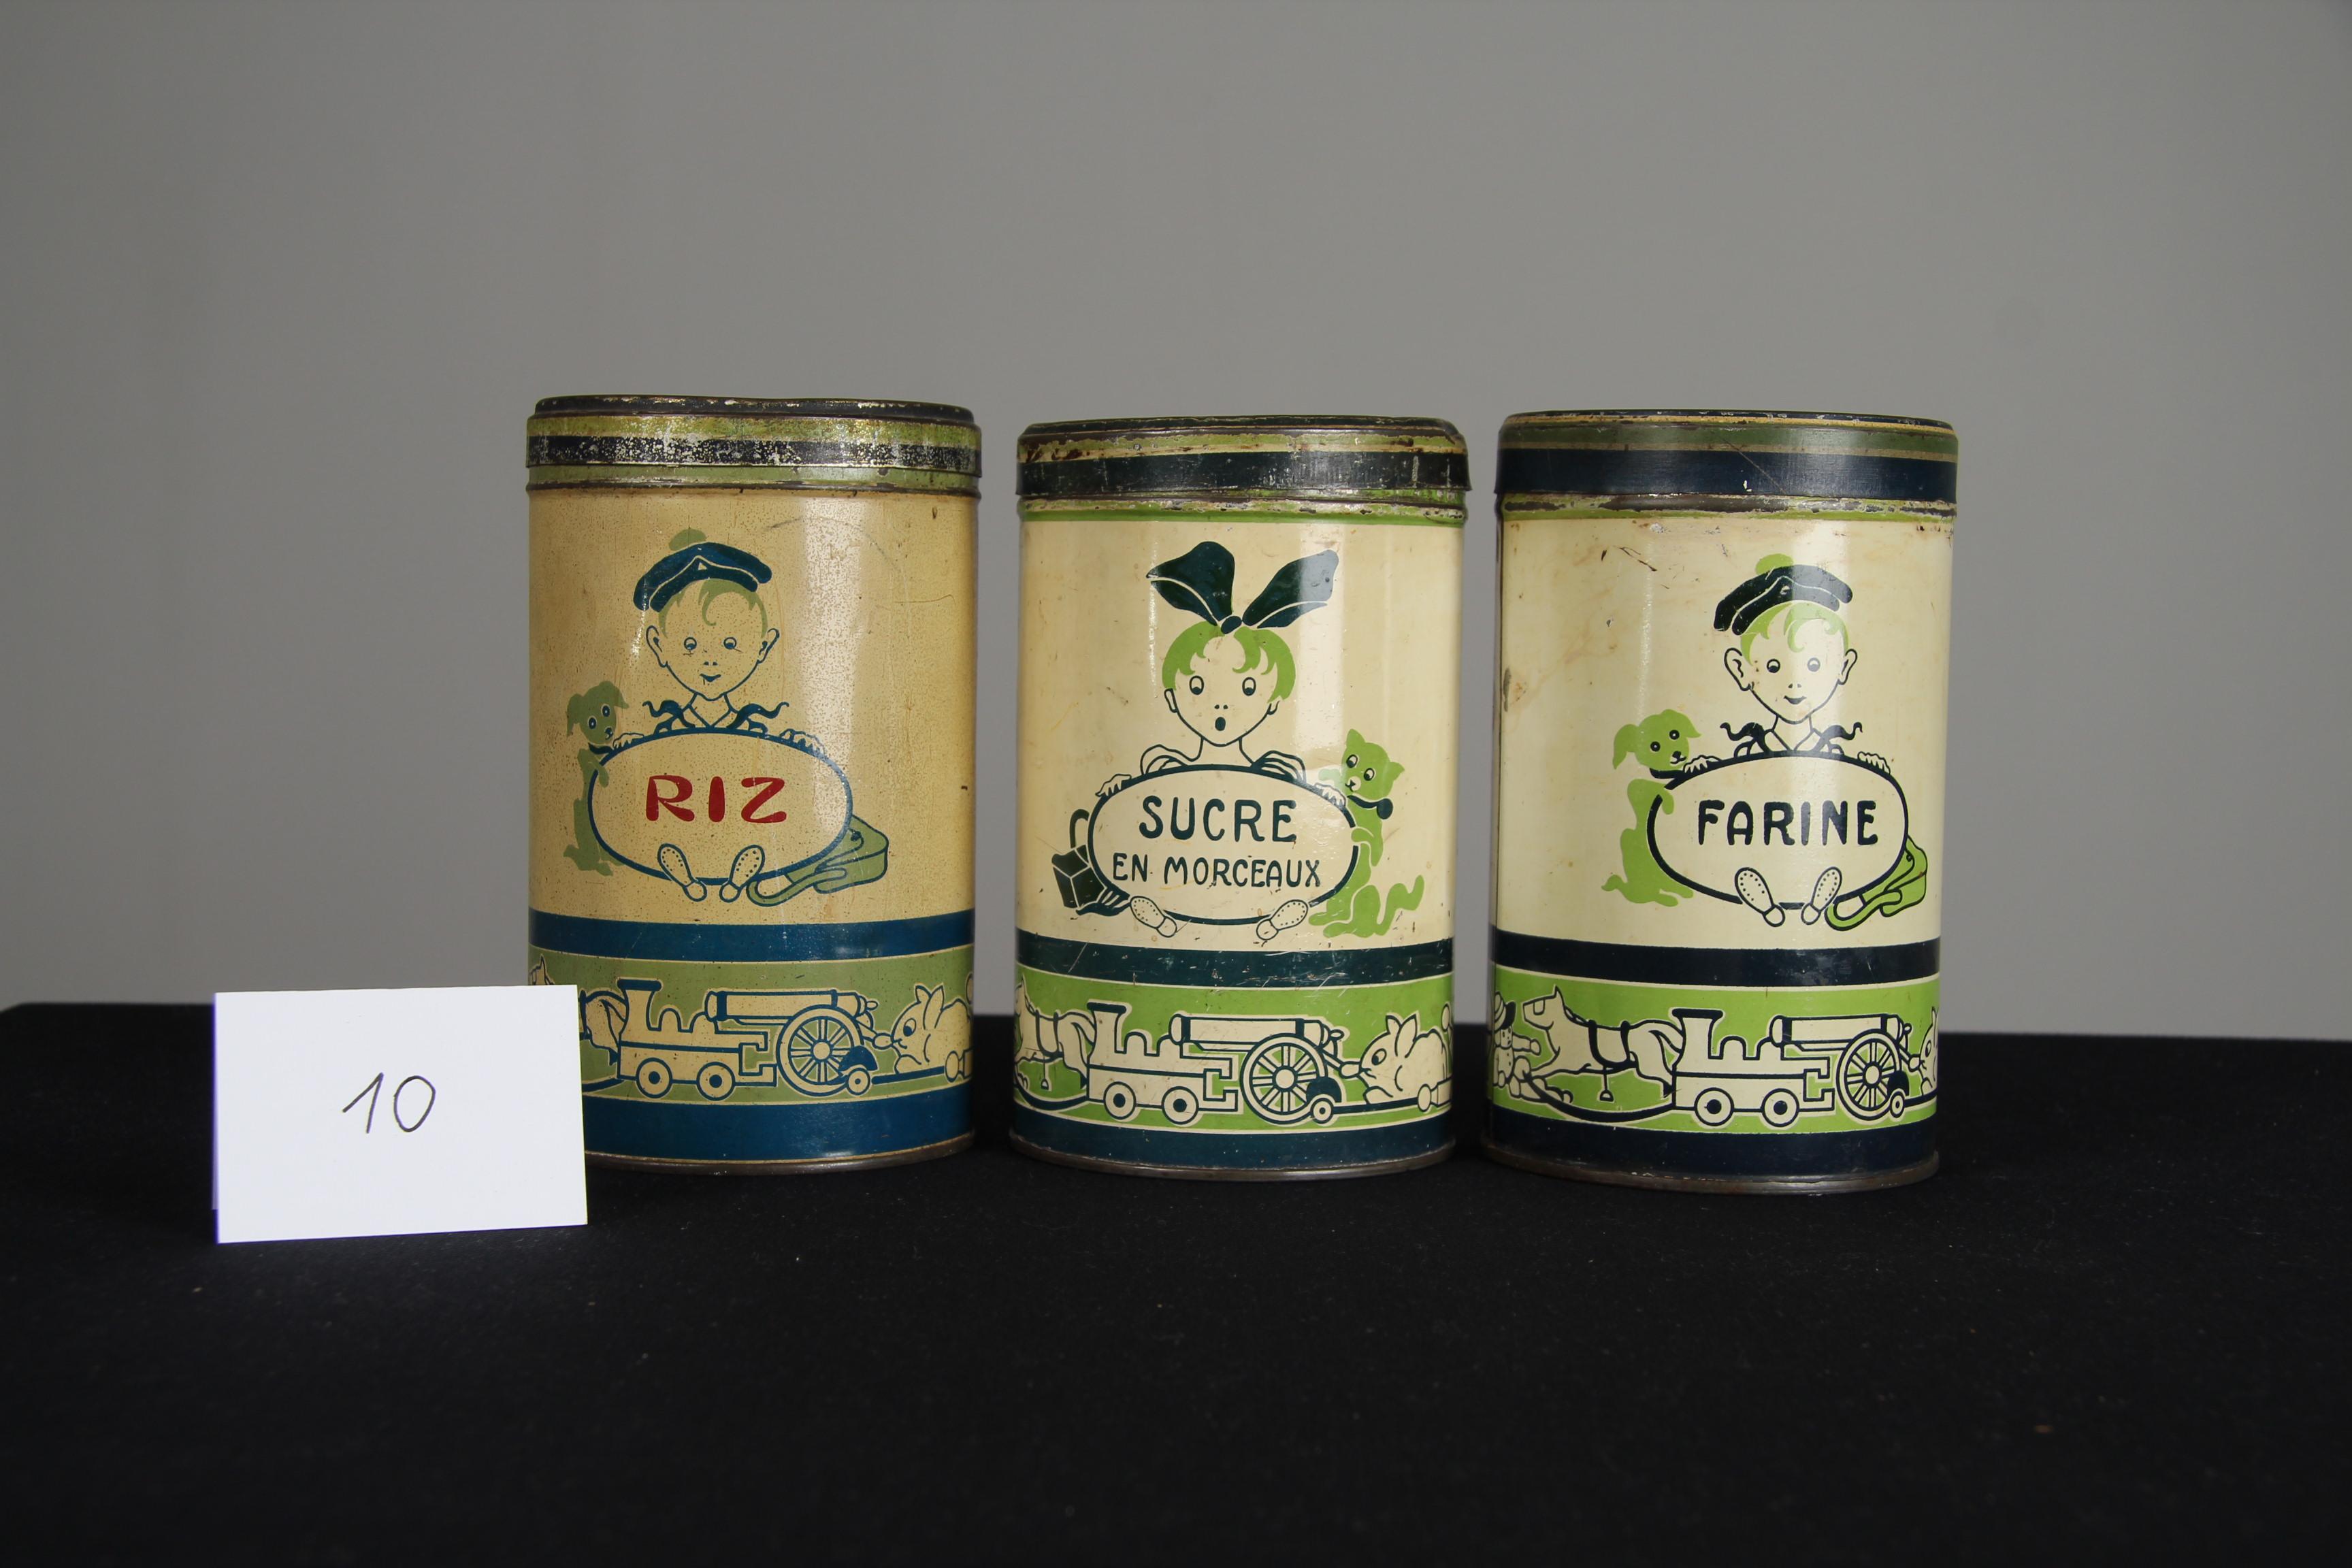 RIZ
SUCRE
EN MORCEAUX
FARINE
10